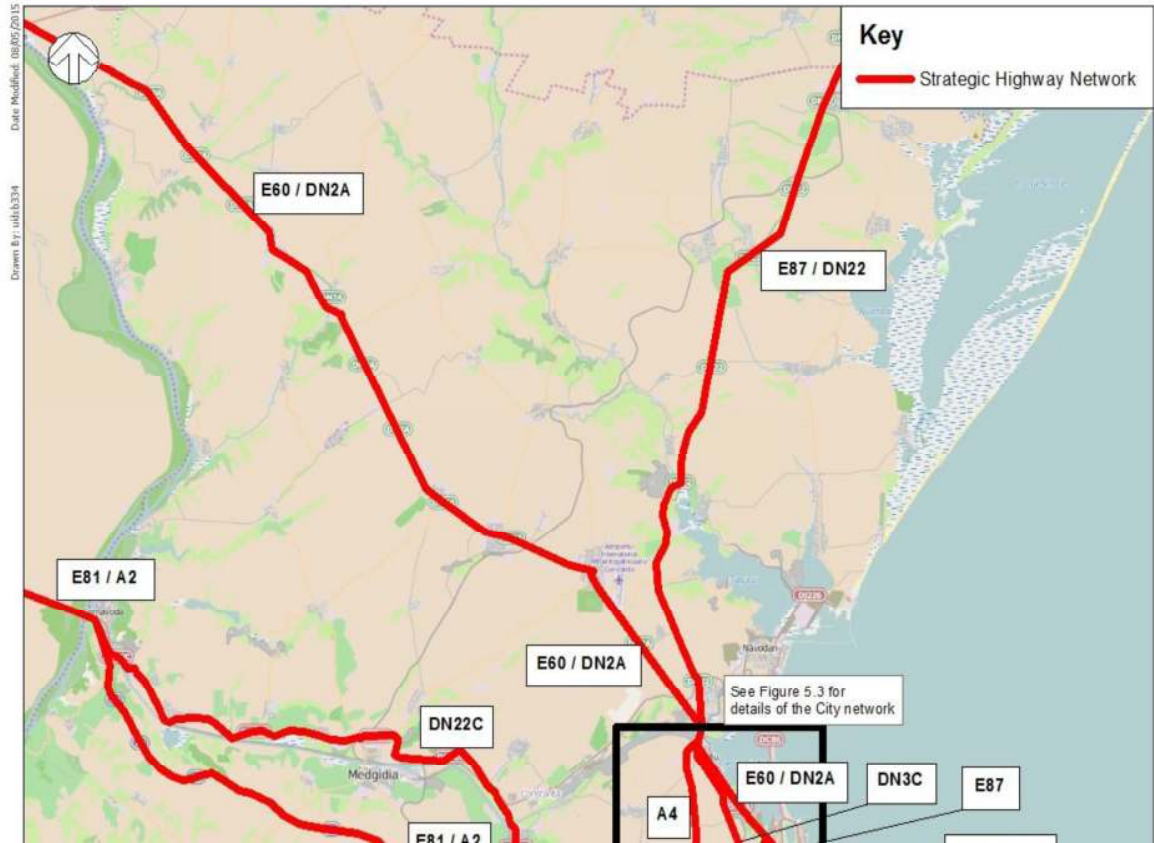 Date Modified: 08/05/2015
Drawn By: uidcb334
Key
Strategic Highway Network
E60 / DN2A
E87 / DN22
E81 / A2
E60 / DN2A
Năvodari
See Figure 5.3 for
details of the City network
DN22C
Medgidia
E60 / DN2A
DN3C
E87
A4
E81 / A2